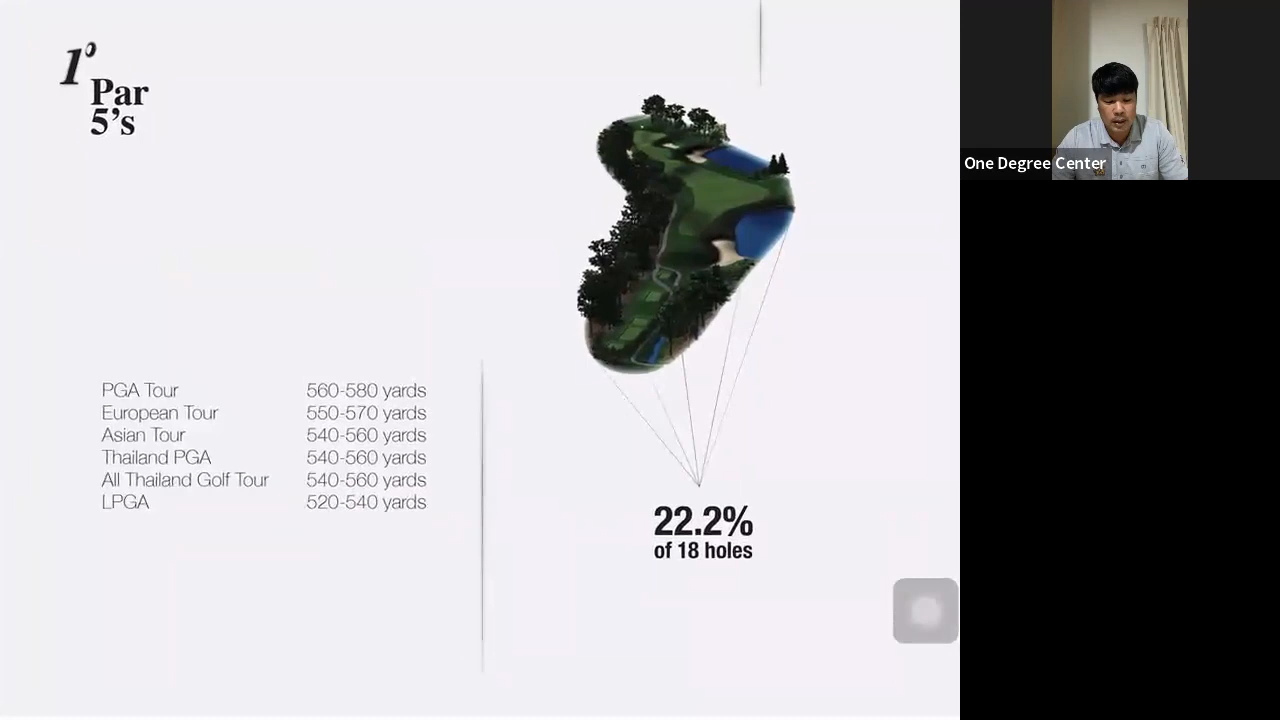 1°
Par
5's
PGA Tour 560-580 yards
European Tour 550-570 yards
Asian Tour 540-560 yards
Thailand PGA 540-560 yards
All Thailand Golf Tour 540-560 yards
LPGA 520-540 yards
22.2%
of 18 holes
One Degree Center